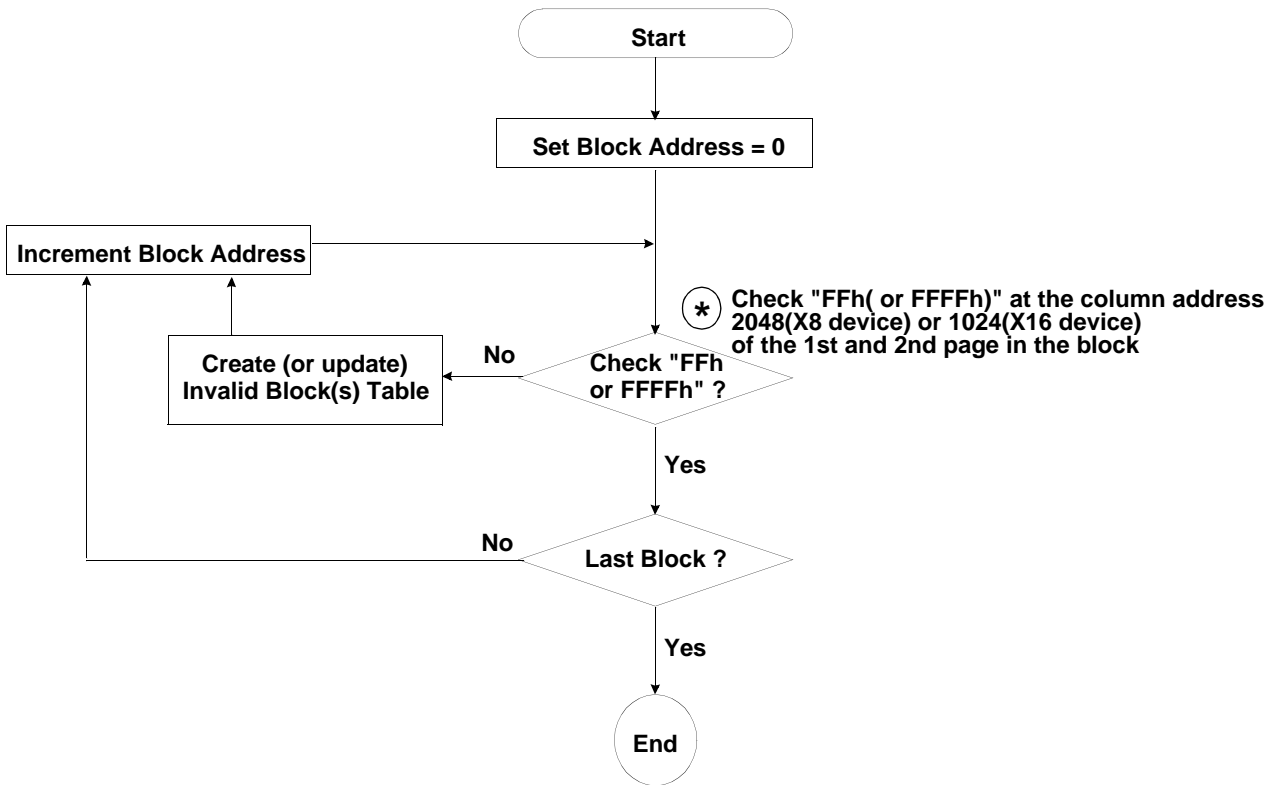 Start
Set Block Address = 0
Increment Block Address
* Check "FFh( or FFFFh)" at the column address
2048(X8 device) or 1024(X16 device)
of the 1st and 2nd page in the block
Create (or update)
Invalid Block(s) Table
No
Check "FFh
or FFFFh" ?
Yes
No
Last Block ?
Yes
End